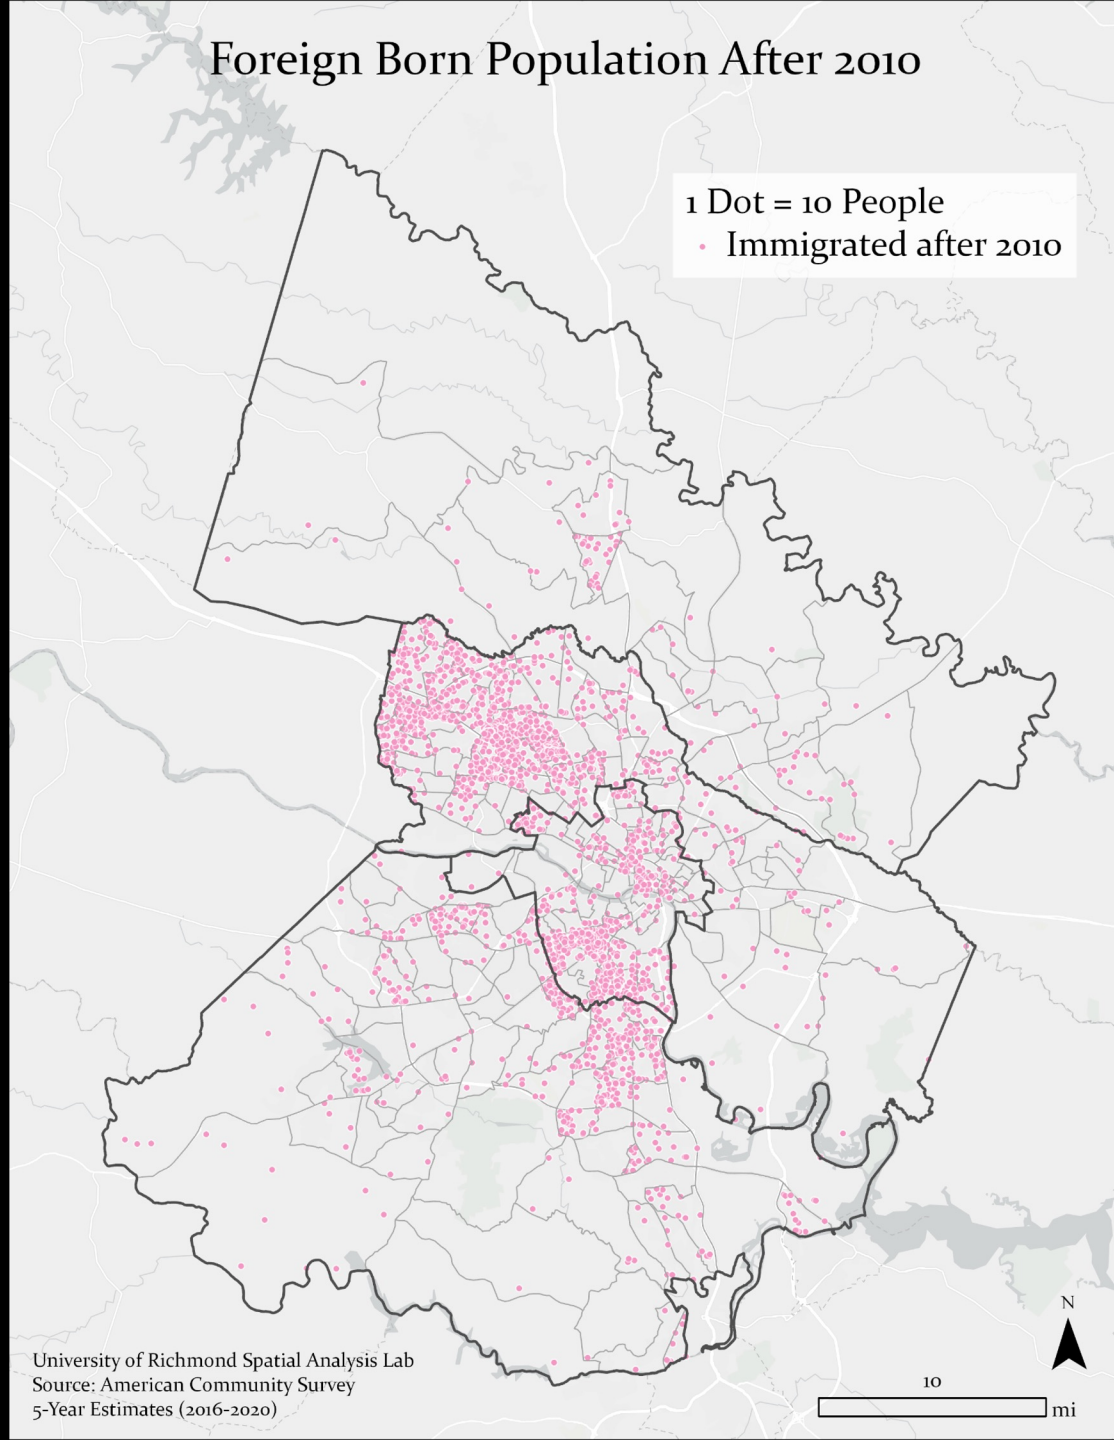 Foreign Born Population After 2010
1 Dot = 10 People
Immigrated after 2010
N
University of Richmond Spatial Analysis Lab
Source: American Community Survey
5-Year Estimates (2016-2020)
10
mi